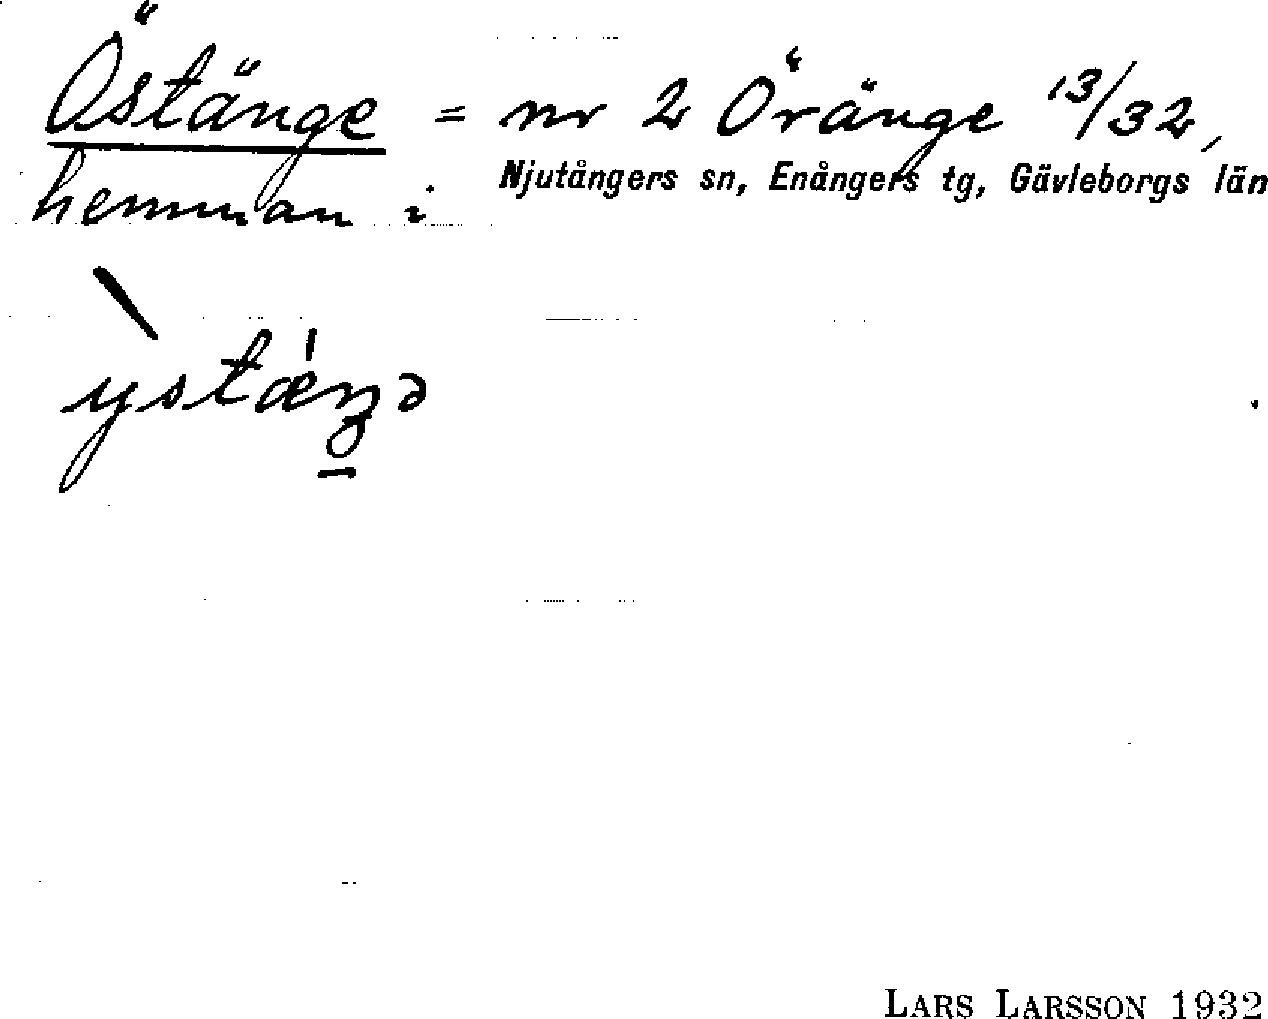 Östänge = nr 2 Öränge 13/32,
hemman i Njutångers sn, Enångers tg, Gävleborgs län
LARS LARSSON 1932